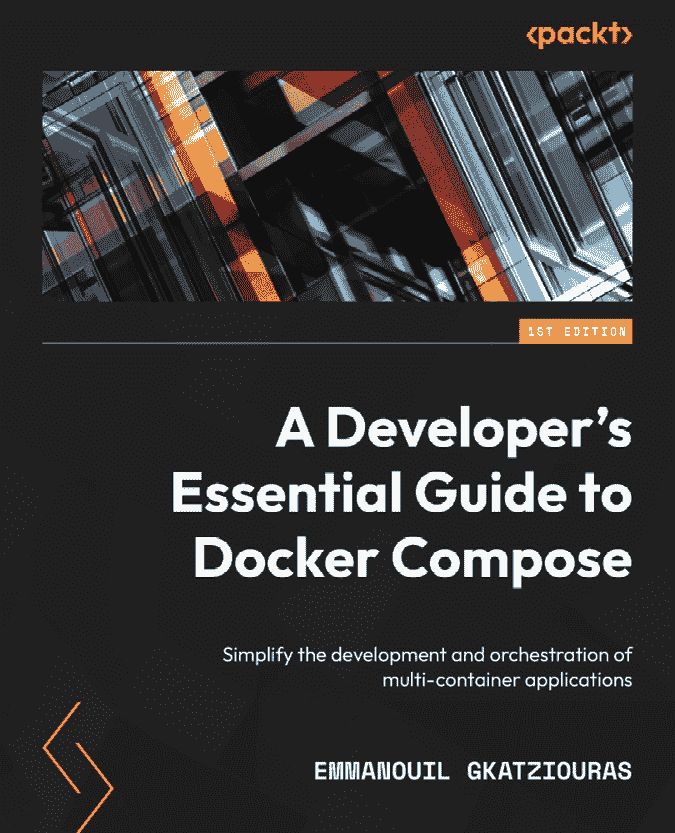 <packt>
1ST EDITION
A Developer’s
Essential Guide to
Docker Compose
Simplify the development and orchestration of
multi-container applications
EMMANOUIL GKATZIOURAS